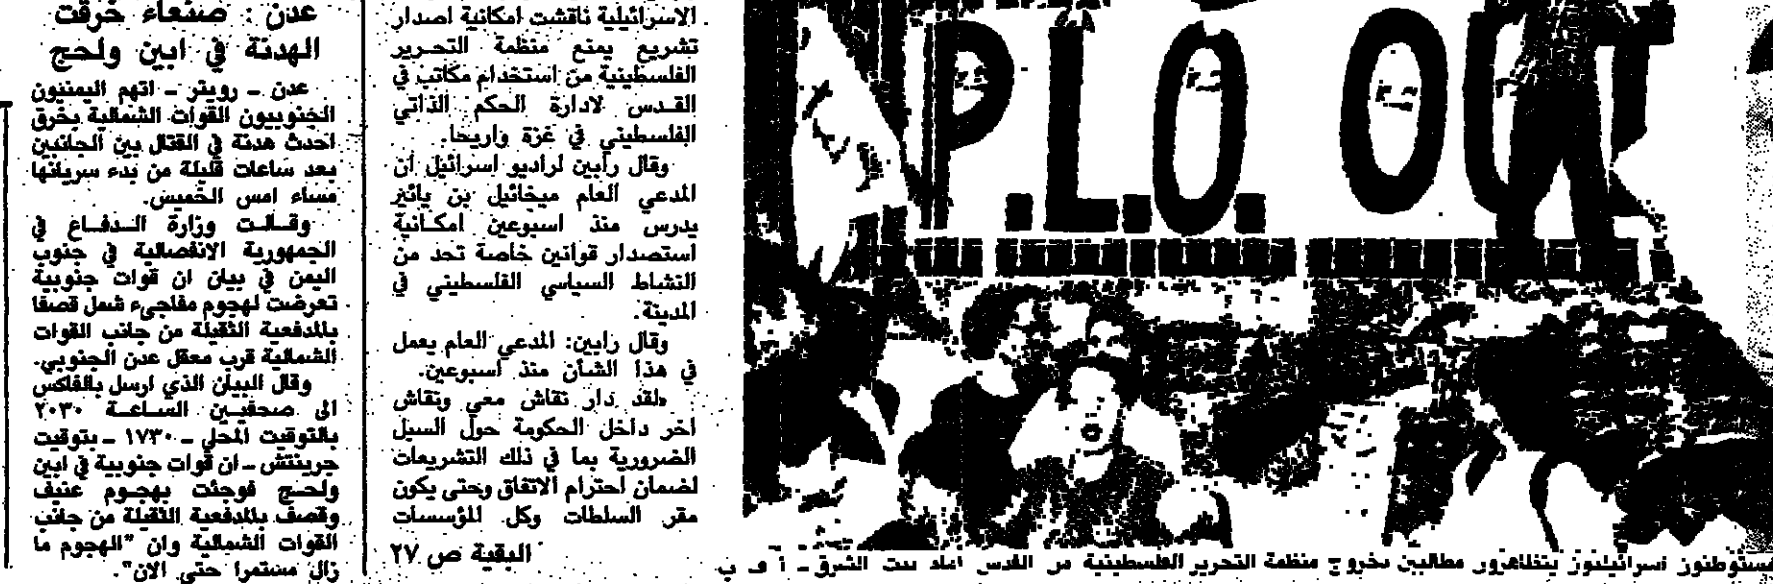 P.L.O. OUT
مستوطنون اسرائيليون يتظاهرون مطالبين بخروج منظمة التحرير الفلسطينية من القدس امام بيت الشرق - أ ف ب
الاسرائيلية ناقشت امكانية اصدار
تشريع يمنع منظمة التحرير
الفلسطينية من استخدام مكاتب في
القدس لادارة الحكم الذاتي
الفلسطيني في غزة واريحا.
وقال رابين لراديو اسرائيل ان
المدعي العام ميخائيل بن يائير
يدرس منذ اسبوعين امكانية
استصدار قوانين خاصة تحد من
النشاط السياسي الفلسطيني في
المدينة.
وقال رابين: المدعي العام يعمل
في هذا الشأن منذ اسبوعين.
«لقد دار نقاش معي ونقاش
اخر داخل الحكومة حول السبل
الضرورية بما في ذلك التشريعات
لضمان احترام الاتفاق وحتى يكون
مقر السلطات وكل المؤسسات
البقية ص ٢٧
عدن : صنعاء خرقت
الهدنة في ابين ولحج
عدن - رويتر - اتهم اليمنيون
الجنوبيون القوات الشمالية بخرق
احدث هدنة في القتال بين الجانبين
بعد ساعات قليلة من بدء سريانها
مساء امس الخميس.
وقالت وزارة الدفاع في
الجمهورية الانفصالية في جنوب
اليمن في بيان ان قوات جنوبية
تعرضت لهجوم مفاجيء شمل قصفا
بالمدفعية الثقيلة من جانب القوات
الشمالية قرب معقل عدن الجنوبي.
وقال البيان الذي ارسل بالفاكس
الى صحفيين الساعة ٢٠٣٠
بالتوقيت المحلي - ١٧٣٠ - بتوقيت
جرينتش - ان قوات جنوبية في ابين
ولحج فوجئت بهجوم عنيف
وقصف بالمدفعية الثقيلة من جانب
القوات الشمالية وان "الهجوم ما
زال مستمرا حتى الان".